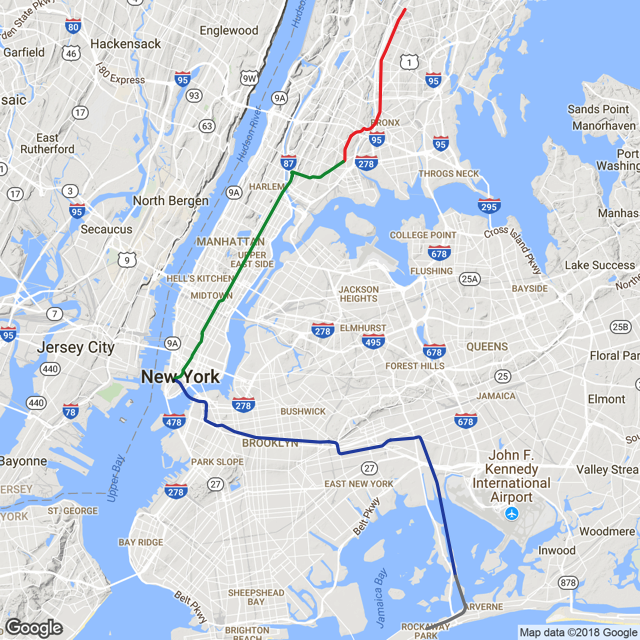 den State Pkwy
80
Englewood
Hackensack
Garfield
46
I-80 Express
1
95
9W
95
Sands Point
Manorhaven
saic
93
9A
63
Hudson River
BRONX
95
95
Port
Washing
East
Rutherford
87
278
THROGS NECK
3
HARLEM
9A
North Bergen
295
95
Secaucus
COLLEGE POINT
Cross Island Pkwy
Manhas
MANHATTAN
UPPER
EAST SIDE
678
FLUSHING
25A
Lake Success
9
HELL'S KITCHEN
MIDTOWN
JACKSON
HEIGHTS
BAYSIDE
Northe
7
278
ELMHURST
25B
95
Jersey City
9A
495
678
QUEENS
Floral Par
440
FOREST HILLS
New York
25
440
278
JAMAICA
Elmont
78
BUSHWICK
478
678
BROOKLYN
John F.
Kennedy
International
Airport
Bayonne
PARK SLOPE
27
Valley Strea
Upper Bay
278
27
EAST NEW YORK
ERSEY
YORK
ST. GEORGE
Belt Pkwy
Woodmere
BAY RIDGE
Inwood
Jamaica Bay
878
Belt Pkwy
SHEEPSHEAD
BAY
ARVERNE
BRIGHTON
BEACH
ROCKAWAY
PARK
Google
Map data ©2018 Google